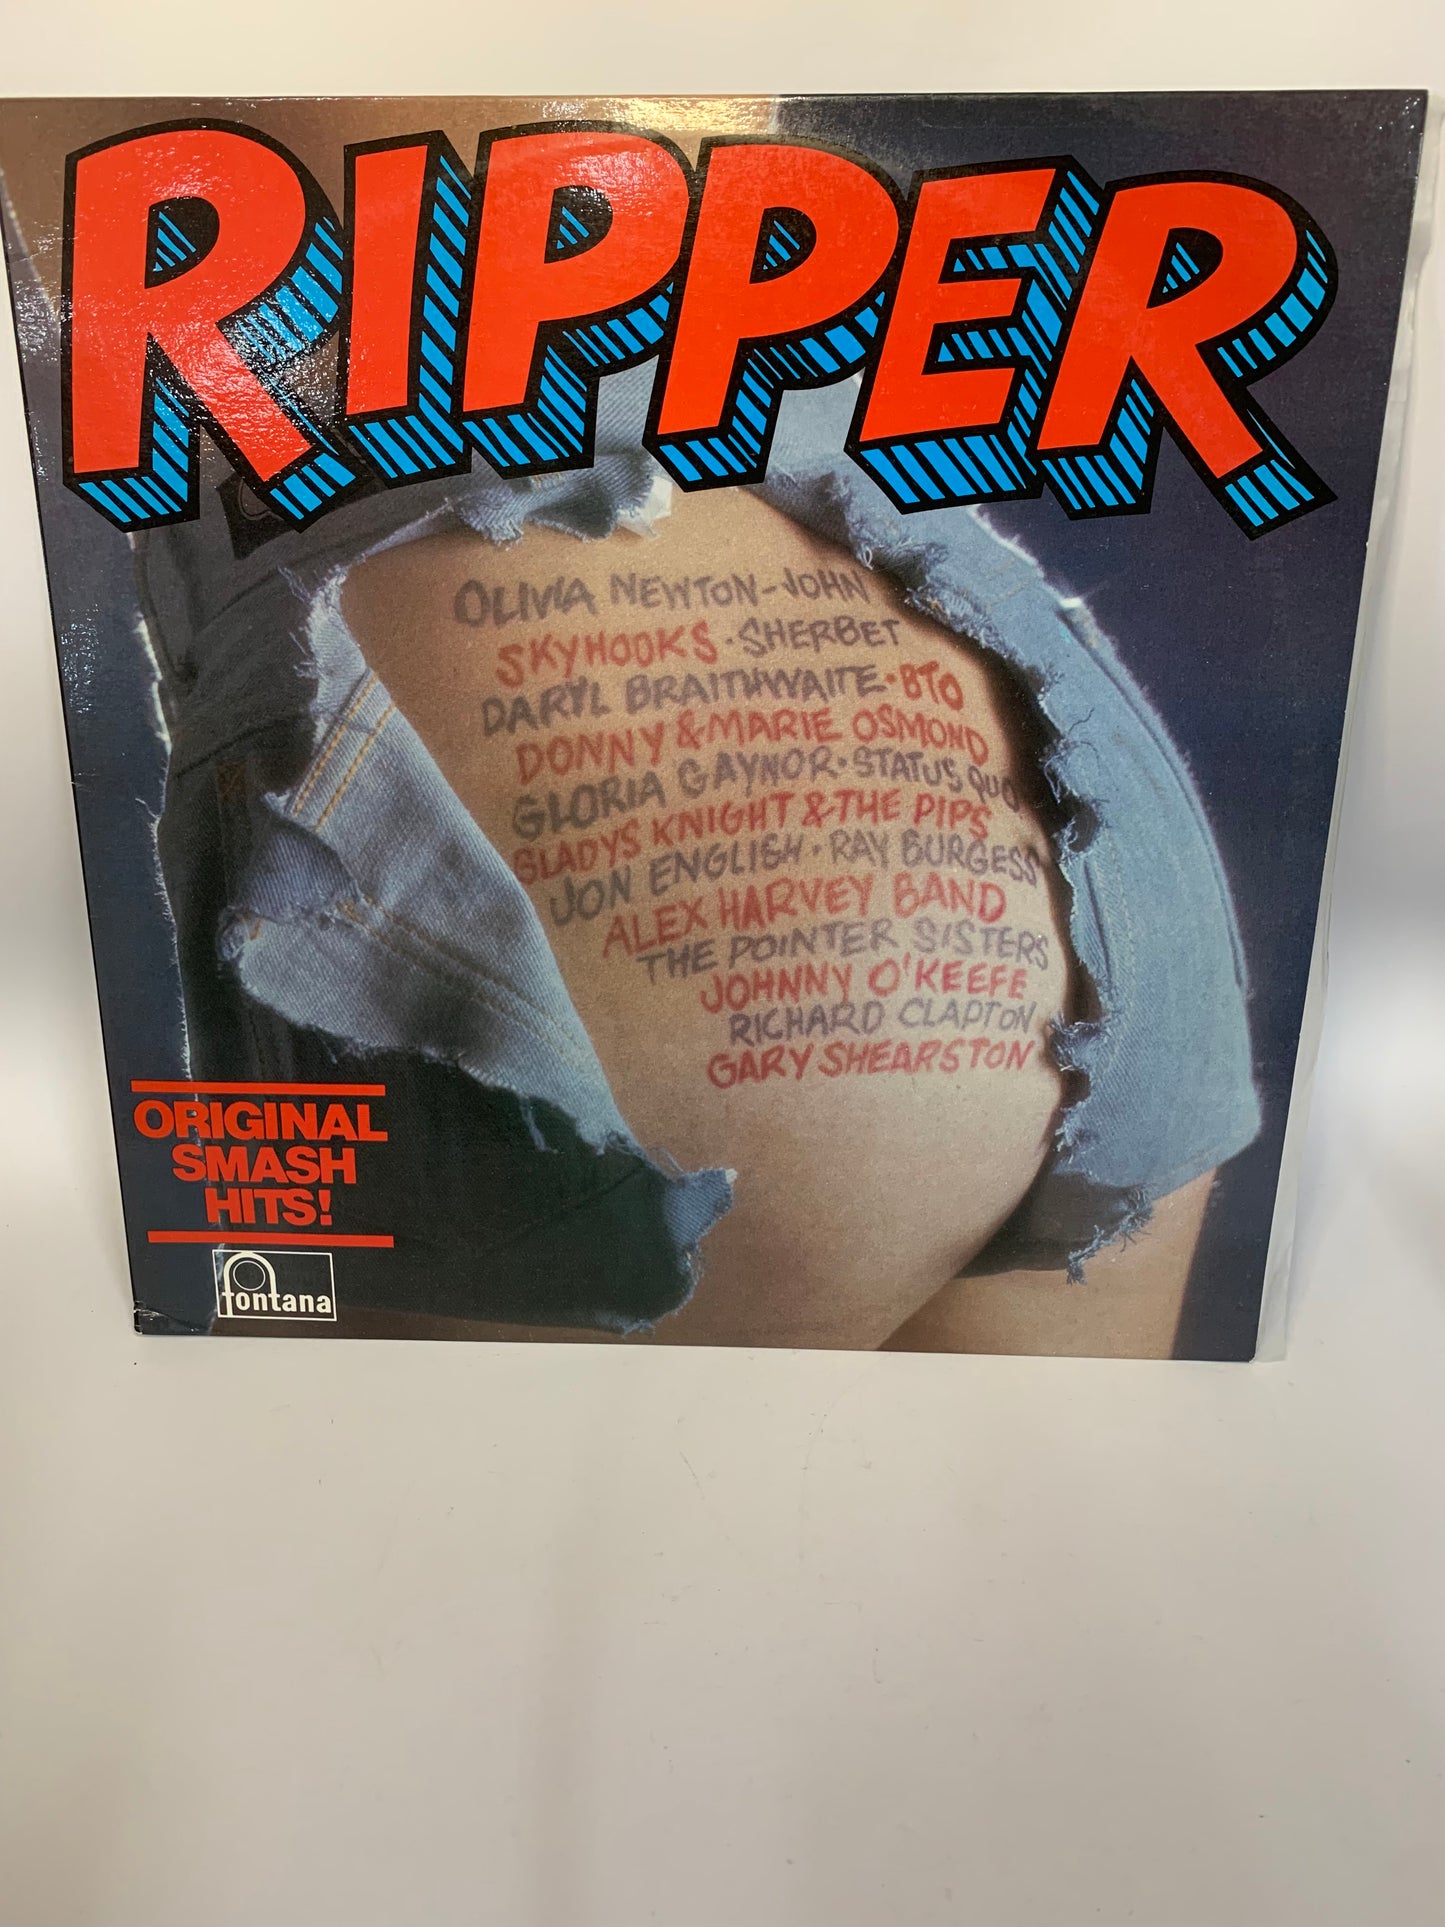 RIPPER
OLIVIA NEWTON-JOHN
SKYHOOKS · SHERBET
DARYL BRAITHWAITE · BTO
DONNY & MARIE OSMOND
GLORIA GAYNOR · STATUS QUO
GLADYS KNIGHT & THE PIPS
JON ENGLISH · RAY BURGESS
ALEX HARVEY BAND
THE POINTER SISTERS
JOHNNY O'KEEFE
RICHARD CLAPTON
GARY SHEARSTON
ORIGINAL
SMASH
HITS!
fontana